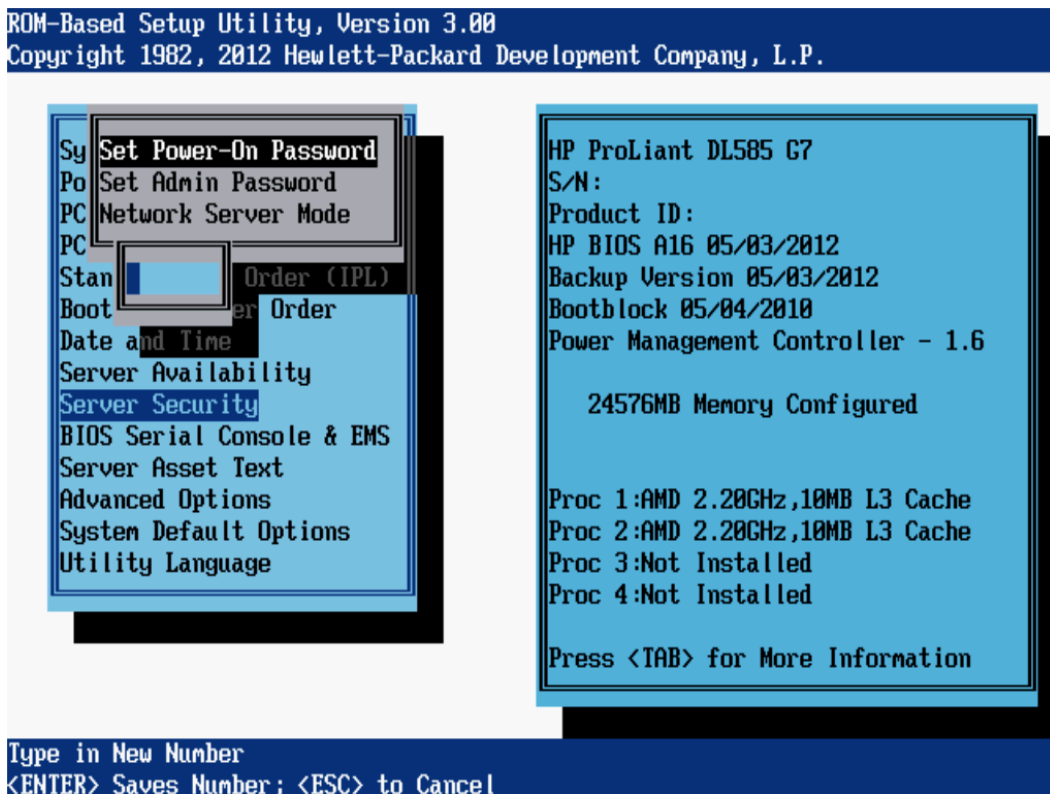 ROM-Based Setup Utility, Version 3.00
Copyright 1982, 2012 Hewlett-Packard Development Company, L.P.
Sy
Set Power-On Password
Po
Set Admin Password
PC
Network Server Mode
PC
Stan
Order (IPL)
Boot
er Order
Date and Time
Server Availability
Server Security
BIOS Serial Console & EMS
Server Asset Text
Advanced Options
System Default Options
Utility Language
HP ProLiant DL585 G7
S/N:
Product ID:
HP BIOS A16 05/03/2012
Backup Version 05/03/2012
Bootblock 05/04/2010
Power Management Controller - 1.6
24576MB Memory Configured
Proc 1:AMD 2.20GHz,10MB L3 Cache
Proc 2:AMD 2.20GHz,10MB L3 Cache
Proc 3:Not Installed
Proc 4:Not Installed
Press <TAB> for More Information
Type in New Number
<ENTER> Saves Number; <ESC> to Cancel